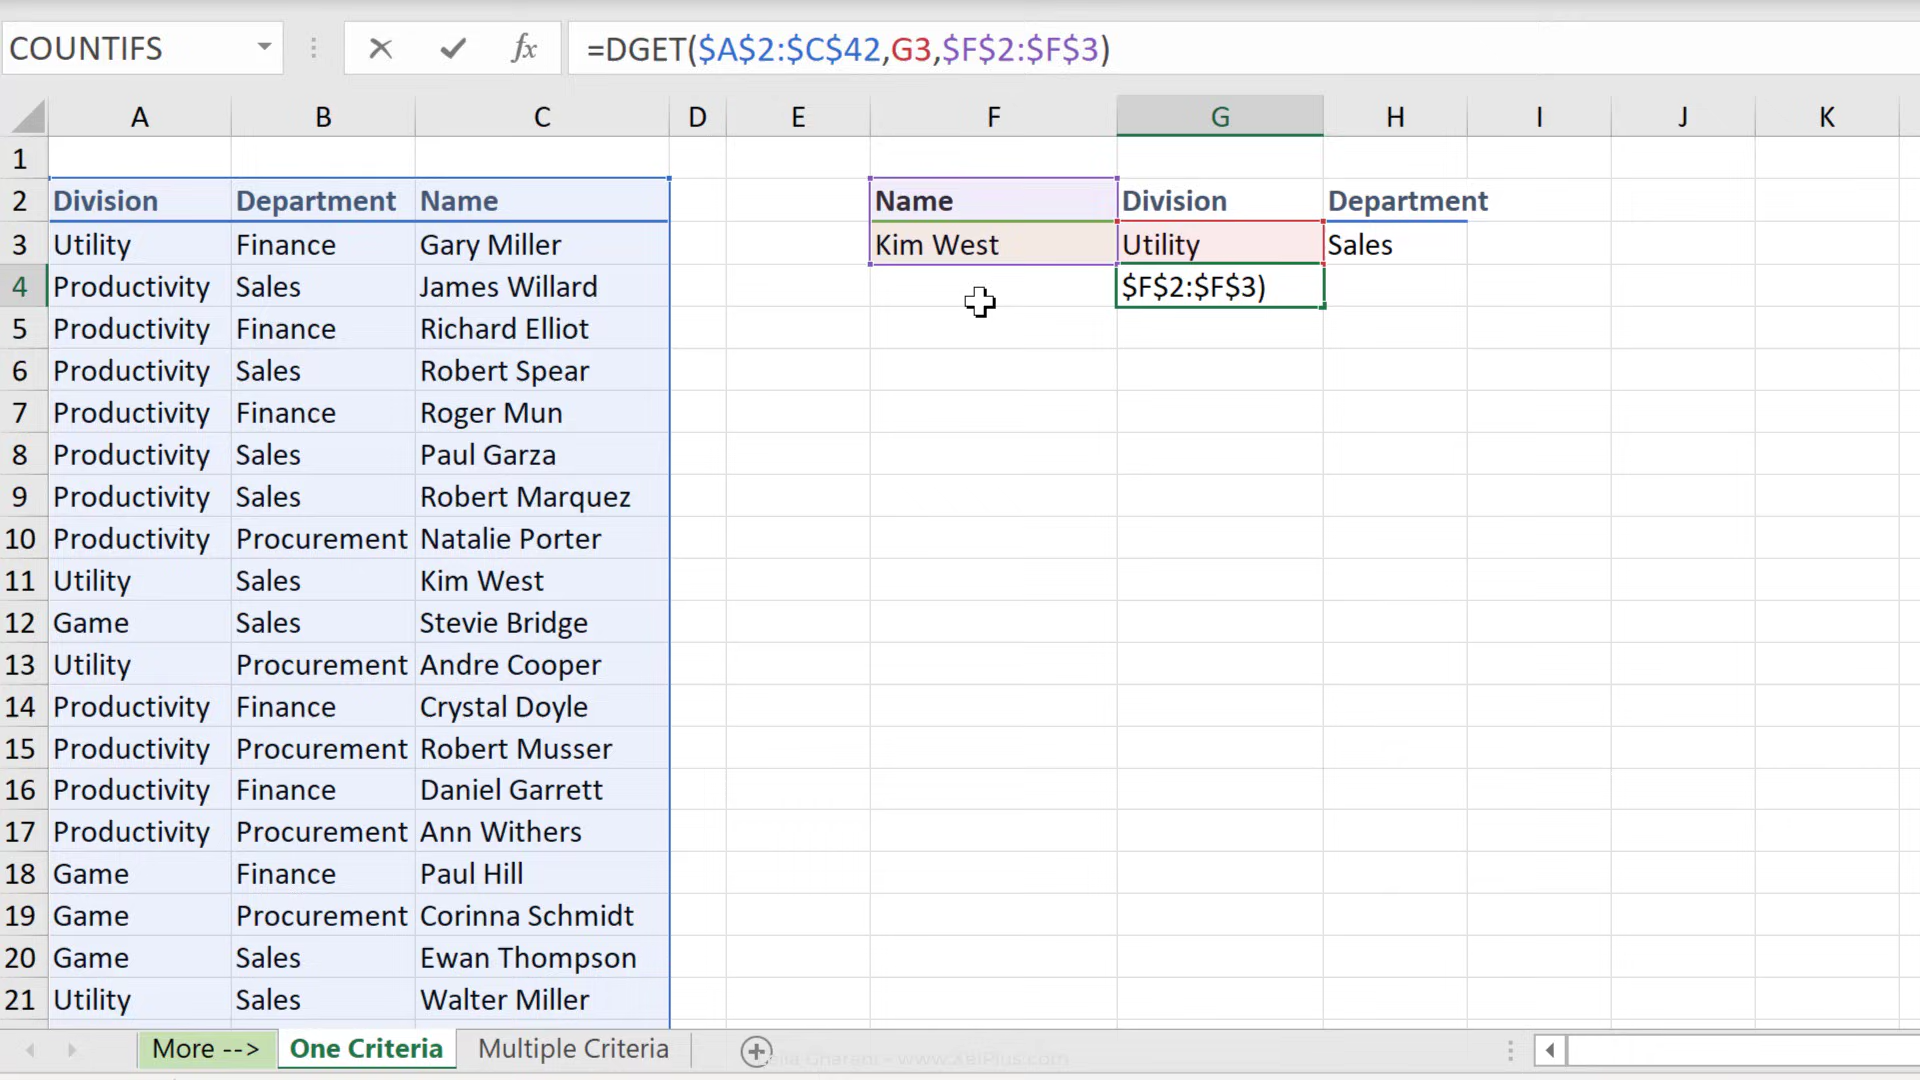 COUNTIFS fx =DGET($A$2:$C$42,G3,$F$2:$F$3)
A B C D E F G H I J K
1
2 Division Department Name Name Division Department
3 Utility Finance Gary Miller Kim West Utility Sales
4 Productivity Sales James Willard $F$2:$F$3)
5 Productivity Finance Richard Elliot
6 Productivity Sales Robert Spear
7 Productivity Finance Roger Mun
8 Productivity Sales Paul Garza
9 Productivity Sales Robert Marquez
10 Productivity Procurement Natalie Porter
11 Utility Sales Kim West
12 Game Sales Stevie Bridge
13 Utility Procurement Andre Cooper
14 Productivity Finance Crystal Doyle
15 Productivity Procurement Robert Musser
16 Productivity Finance Daniel Garrett
17 Productivity Procurement Ann Withers
18 Game Finance Paul Hill
19 Game Procurement Corinna Schmidt
20 Game Sales Ewan Thompson
21 Utility Sales Walter Miller
More --> One Criteria Multiple Criteria